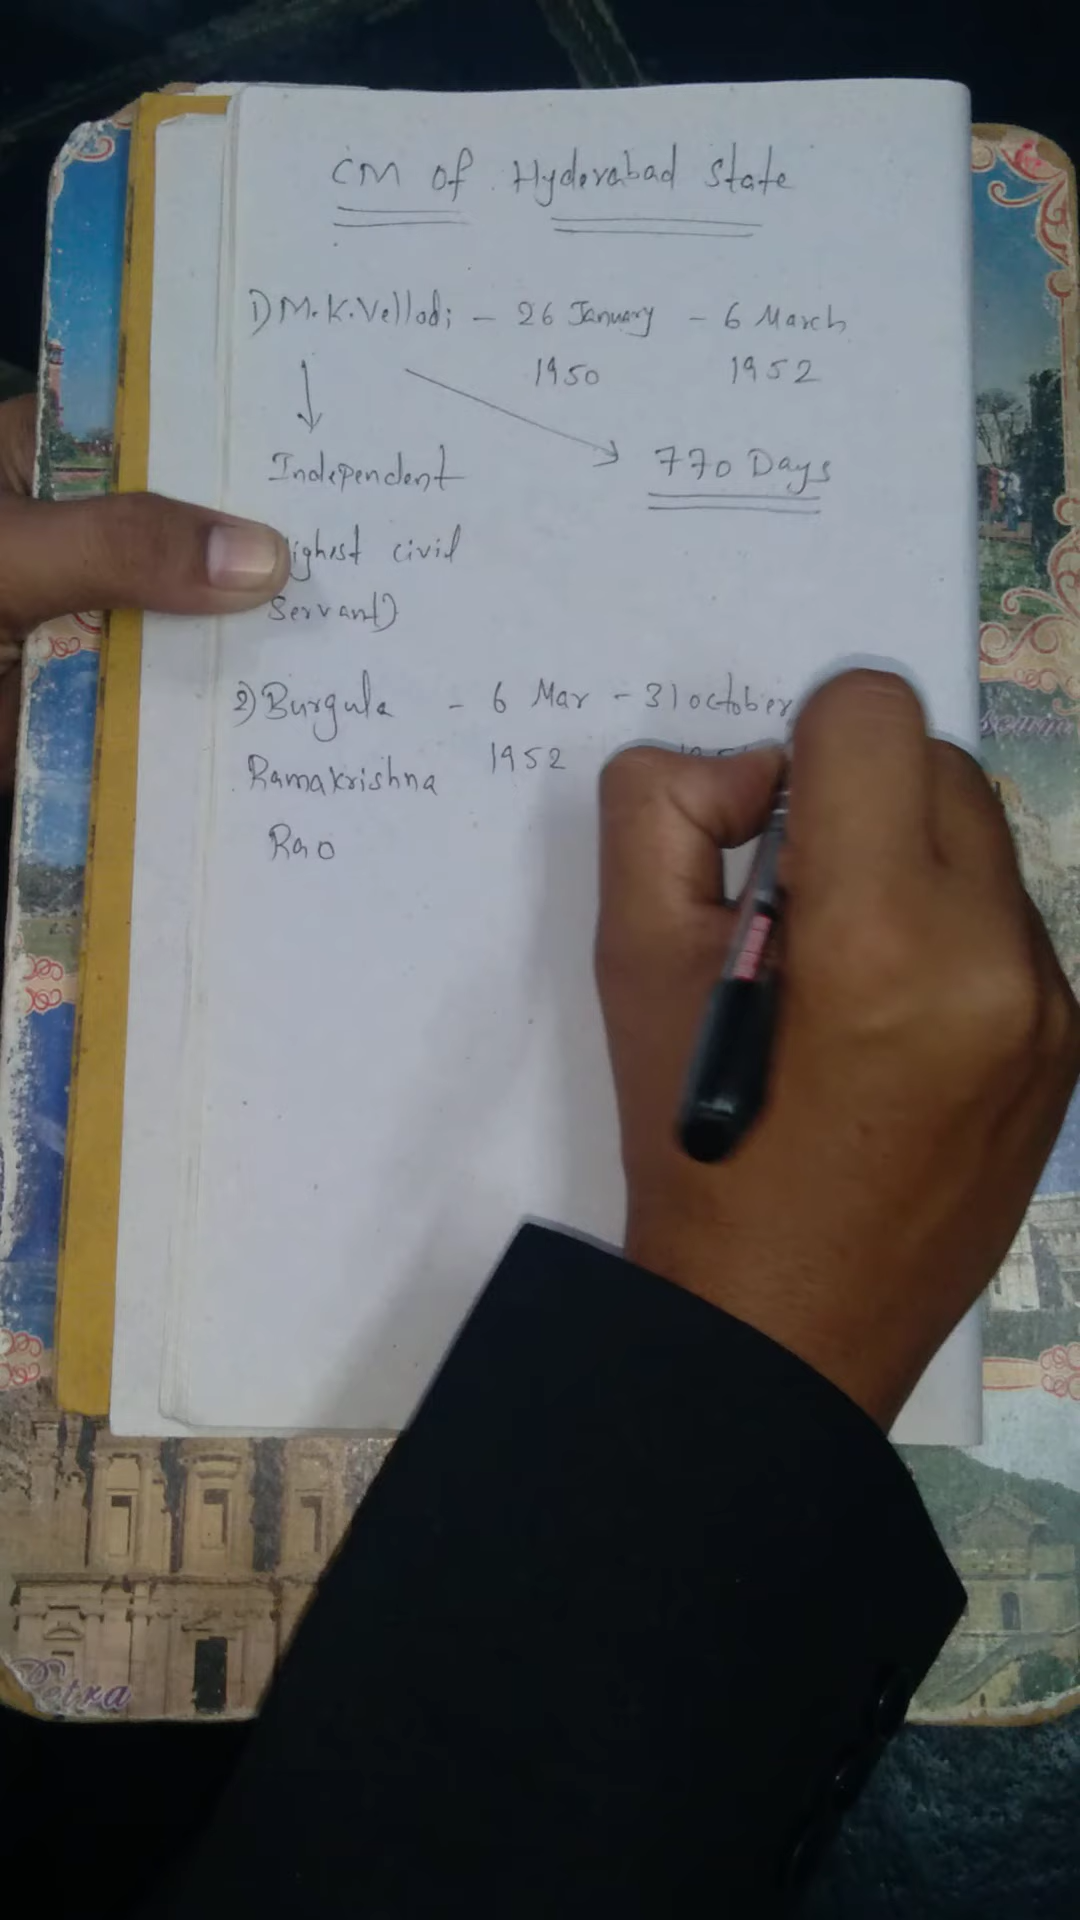 CM of Hyderabad State
1) M.K.Vellodi - 26 January - 6 March
1950 1952
Independent
770 Days
civil
servant)
2) Burgula - 6 Mar - 31 october
Ramakrishna 1952
Rao
Petra